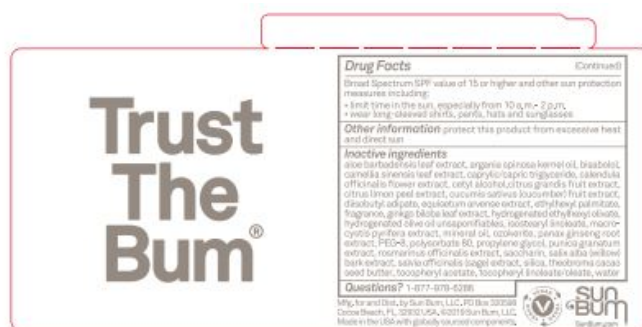 Trust
The
Bum®
Drug Facts (Continued)
Broad Spectrum SPF value of 15 or higher and other sun protection
measures including:
• limit time in the sun, especially from 10 a.m.- 2 p.m.
• wear long-sleeved shirts, pants, hats and sunglasses
Other information protect this product from excessive heat
and direct sun
Inactive ingredients
aloe barbadensis leaf extract, argania spinosa kernel oil, bisabolol,
camellia sinensis leaf extract, caprylic/capric triglyceride, calendula
officinalis flower extract, cetyl alcohol, citrus grandis fruit extract,
citrus limon peel extract, cucumis sativus (cucumber) fruit extract,
diisobutyl adipate, equisetum arvense extract, ethylhexyl palmitate,
fragrance, ginkgo biloba leaf extract, hydrogenated ethylhexyl olivate,
hydrogenated olive oil unsaponifiables, isostearyl linoleate, macro-
cystis pyrifera extract, mineral oil, ozokerite, panax ginseng root
extract, PEG-8, polysorbate 60, propylene glycol, punica granatum
extract, rosmarinus officinalis extract, saccharin, salix alba (willow)
bark extract, salvia officinalis (sage) extract, silica, theobroma cacao
seed butter, tocopheryl acetate, tocopheryl linoleate/oleate, water
Questions? 1-877-978-6286
Mfg. for and Dist. by Sun Bum, LLC. PO Box 320596
Cocoa Beach, FL, 32932 USA. ©2019 Sun Bum, LLC.
Made in the USA with globally sourced components.
V
SUN
BUM
sunbum.com